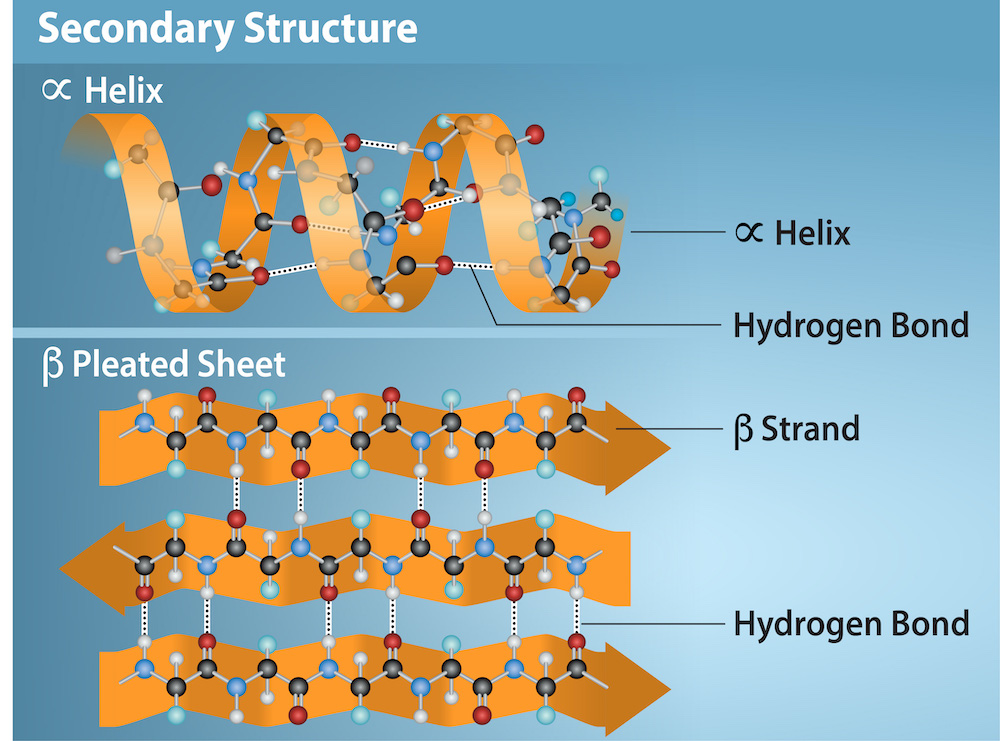 Secondary Structure
∝ Helix
∝ Helix
Hydrogen Bond
β Pleated Sheet
β Strand
Hydrogen Bond